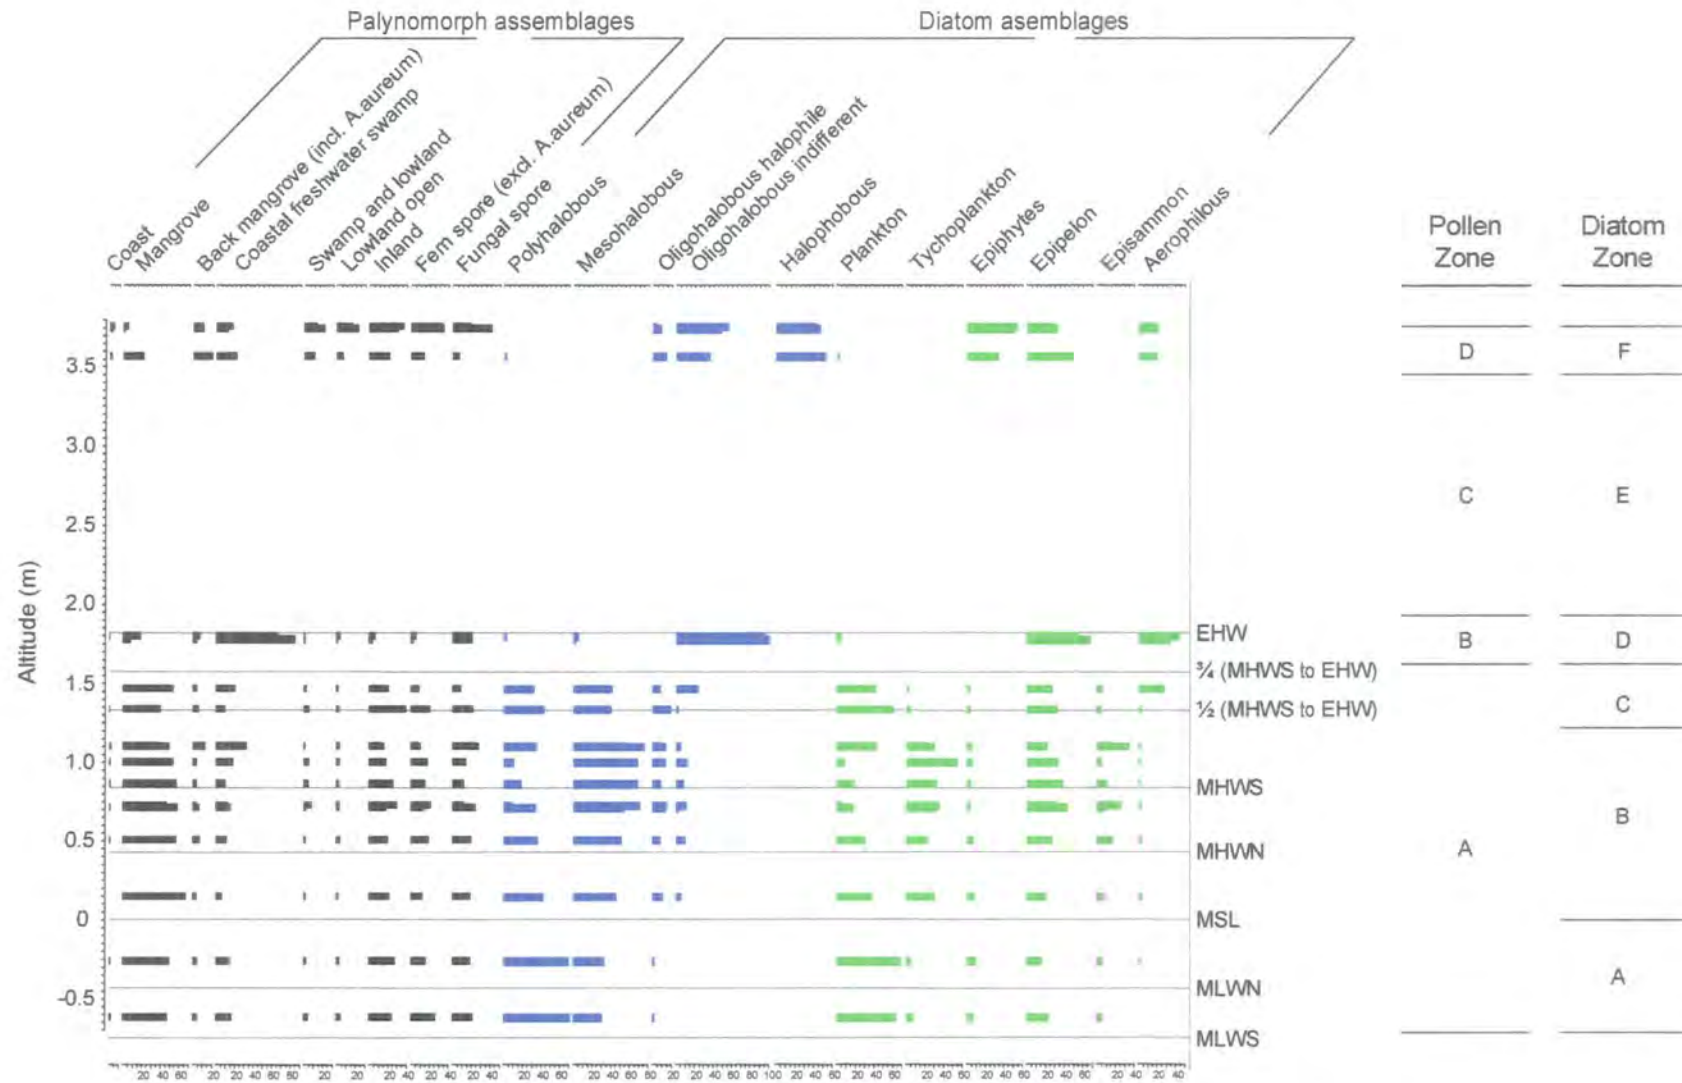 Palynomorph assemblages
Diatom asemblages
Coast
Mangrove
Back mangrove (incl. A.aureum)
Coastal freshwater swamp
Swamp and lowland
Lowland open
Inland
Fern spore (excl. A.aureum)
Fungal spore
Polyhalobous
Mesohalobous
Oligohalobous halophile
Oligohalobous indifferent
Halophobous
Plankton
Tychoplankton
Epiphytes
Epipelon
Episammon
Aerophilous
Pollen
Zone
Diatom
Zone
Altitude (m)
3.5
3.0
2.5
2.0
1.5
1.0
0.5
0
-0.5
EHW
¾ (MHWS to EHW)
½ (MHWS to EHW)
MHWS
MHWN
MSL
MLWN
MLWS
D
F
C
E
B
D
C
B
A
A